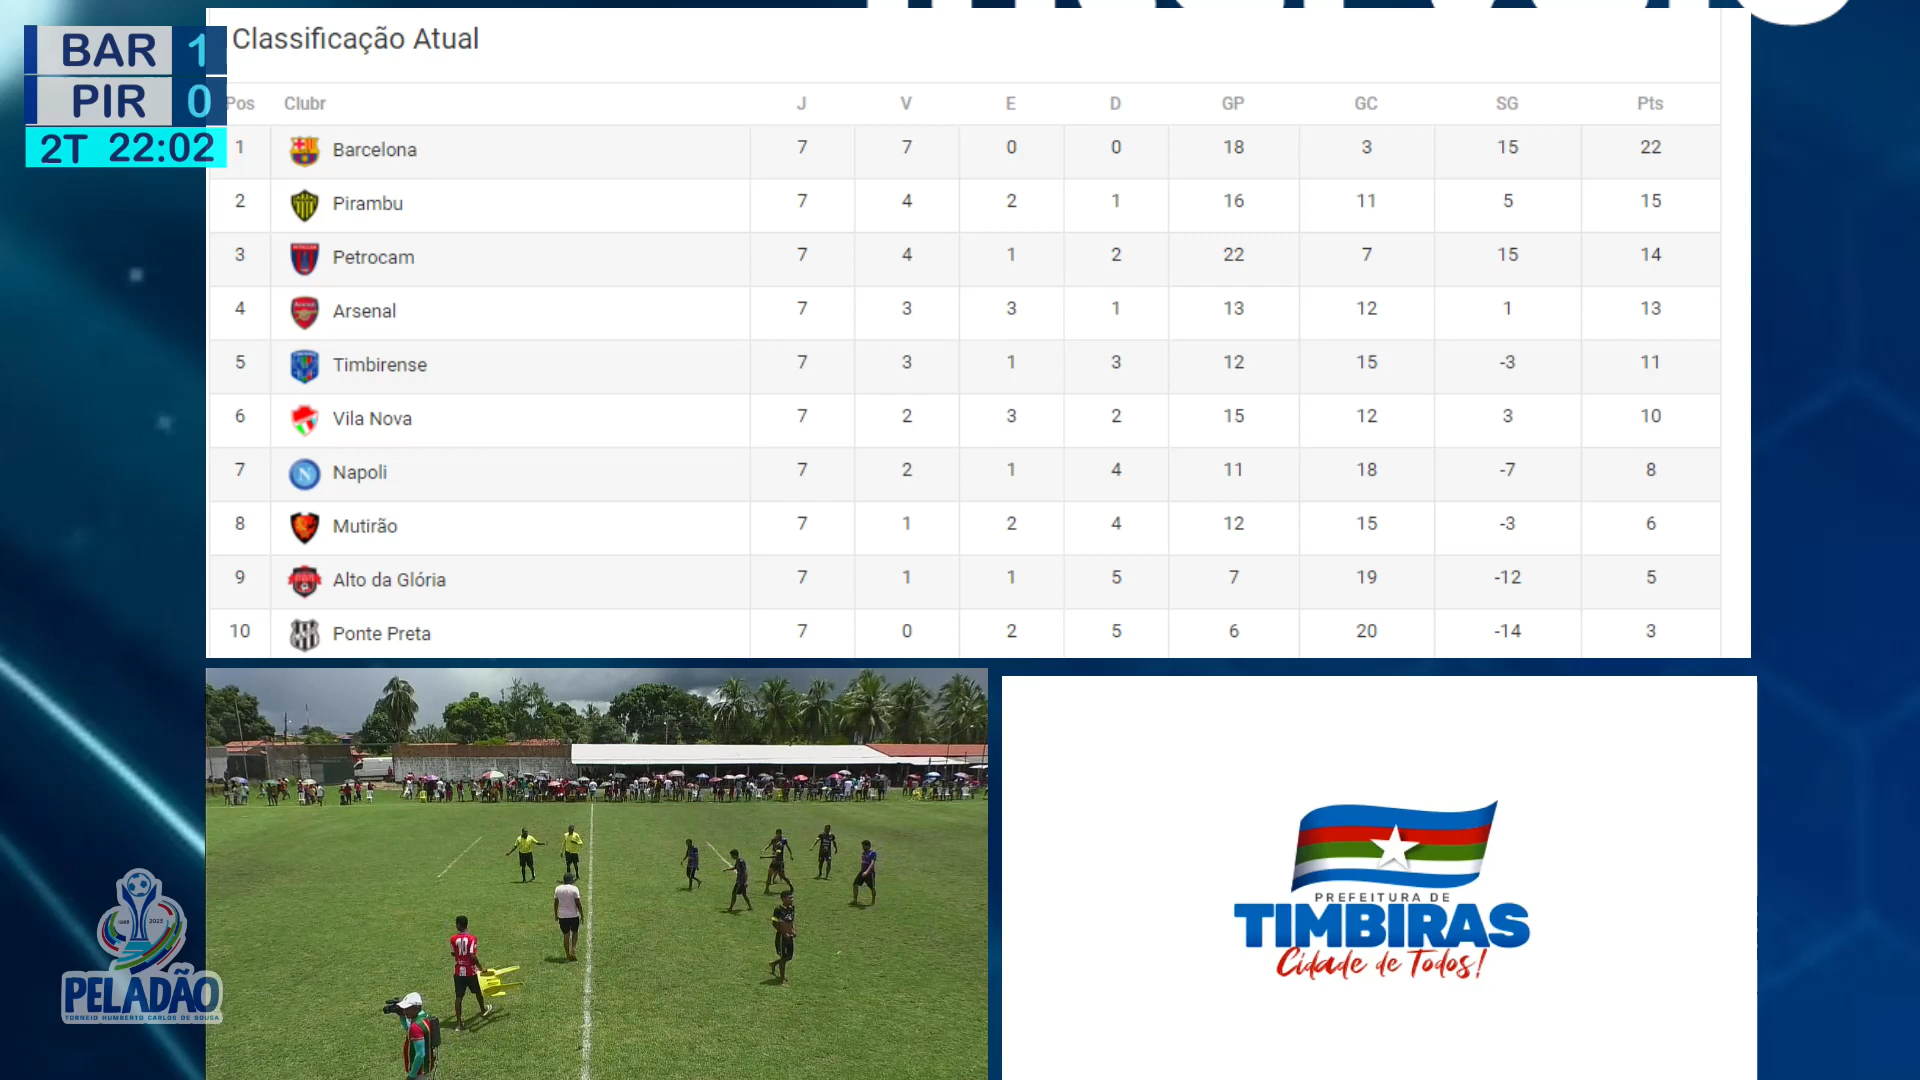 BAR 1
PIR 0
2T 22:02
Classificação Atual
Pos Clubr J V E D GP GC SG Pts
1 Barcelona 7 7 0 0 18 3 15 22
2 Pirambu 7 4 2 1 16 11 5 15
3 Petrocam 7 4 1 2 22 7 15 14
4 Arsenal 7 3 3 1 13 12 1 13
5 Timbirense 7 3 1 3 12 15 -3 11
6 Vila Nova 7 2 3 2 15 12 3 10
7 Napoli 7 2 1 4 11 18 -7 8
8 Mutirão 7 1 2 4 12 15 -3 6
9 Alto da Glória 7 1 1 5 7 19 -12 5
10 Ponte Preta 7 0 2 5 6 20 -14 3
PELADÃO
TORNEIO HUMBERTO CARLOS DE SOUSA
10
PREFEITURA DE
TIMBIRAS
Cidade de Todos!